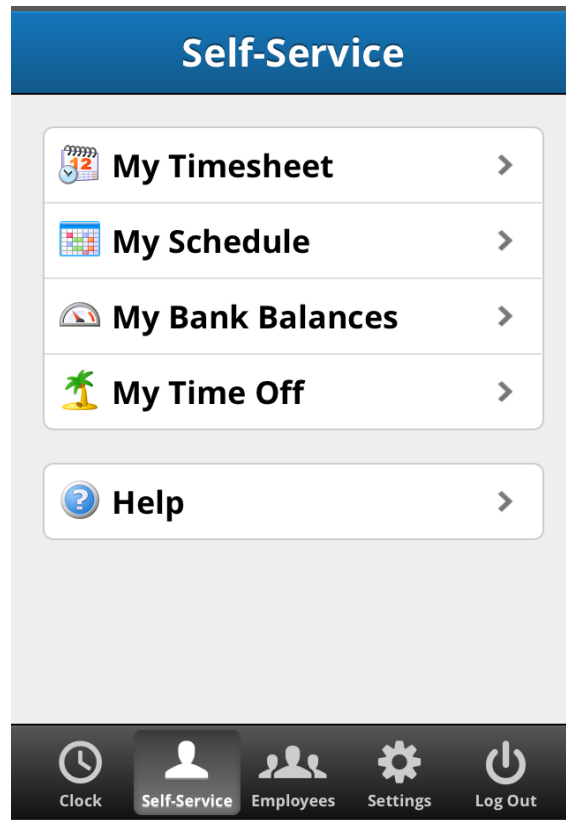 Self-Service
12
My Timesheet
My Schedule
My Bank Balances
My Time Off
?
Help
Clock
Self-Service
Employees
Settings
Log Out